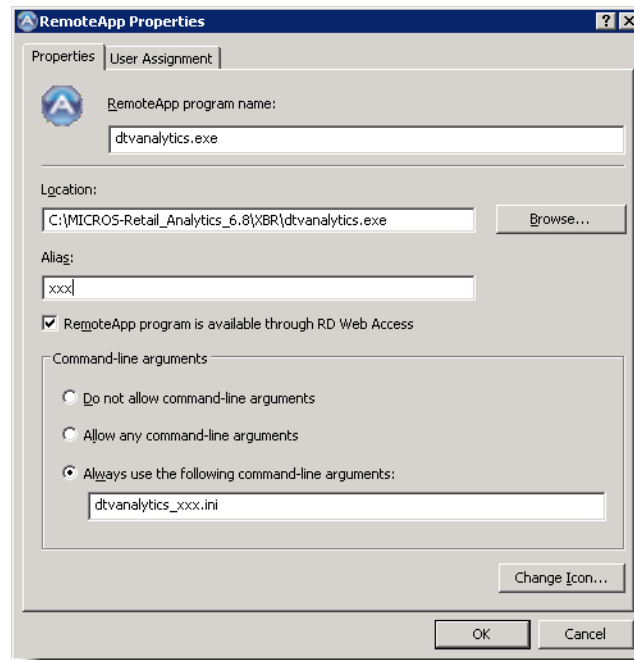 RemoteApp Properties
Properties
User Assignment
RemoteApp program name:
dtvanalytics.exe
Location:
C:\MICROS-Retail_Analytics_6.8\XBR\dtvanalytics.exe
Browse...
Alias:
xxx
RemoteApp program is available through RD Web Access
Command-line arguments
Do not allow command-line arguments
Allow any command-line arguments
Always use the following command-line arguments:
dtvanalytics_xxx.ini
Change Icon...
OK
Cancel